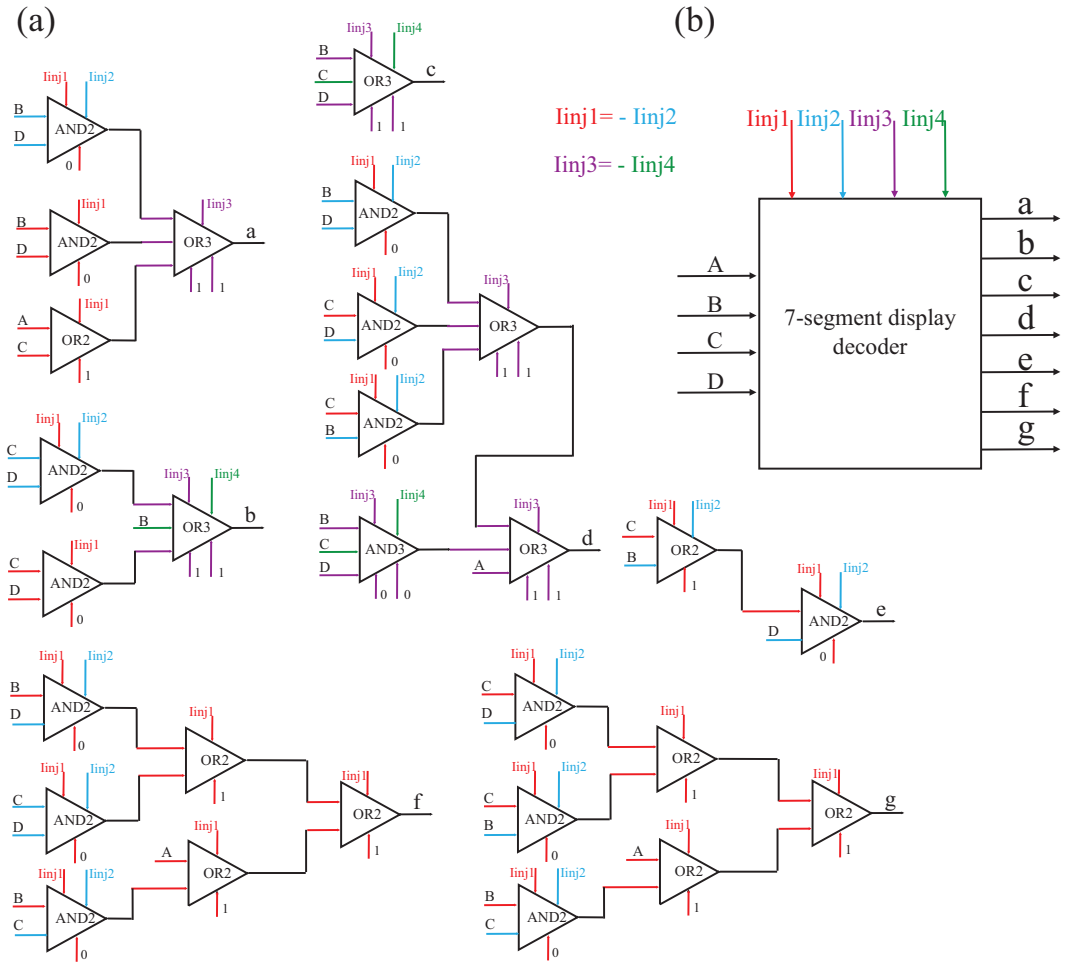 (a)
Iinj1 Iinj2
B
AND2
D
0
Iinj1
B
AND2
D
0
Iinj1
A
OR2
C
1
Iinj3
OR3
a
1 1
Iinj3 Iinj4
B
C OR3
c
D
1 1
Iinj1 Iinj2
B
AND2
D
0
Iinj1 Iinj2
C
AND2
D
0
Iinj1 Iinj2
C
AND2
B
0
Iinj3
OR3
1 1
Iinj3 Iinj4
B
C AND3
D
0 0
Iinj3
OR3
d
A
1 1
Iinj1 Iinj2
C
AND2
D
0
Iinj1
C
AND2
D
0
Iinj3 Iinj4
B OR3
b
1 1
Iinj1 Iinj2
C
OR2
B
1
Iinj1 Iinj2
AND2
e
D
0
Iinj1 Iinj2
B
AND2
D
0
Iinj1 Iinj2
C
AND2
D
0
Iinj1 Iinj2
B
AND2
C
0
Iinj1
OR2
1
Iinj1
A
OR2
1
Iinj1
OR2
f
1
Iinj1 Iinj2
C
AND2
D
0
Iinj1 Iinj2
C
AND2
B
0
Iinj1 Iinj2
B
AND2
C
0
Iinj1
OR2
1
Iinj1
A
OR2
1
Iinj1
OR2
g
1
(b)
Iinj1= - Iinj2
Iinj3= - Iinj4
Iinj1 Iinj2 Iinj3 Iinj4
A
B
C
D
7-segment display
decoder
a
b
c
d
e
f
g